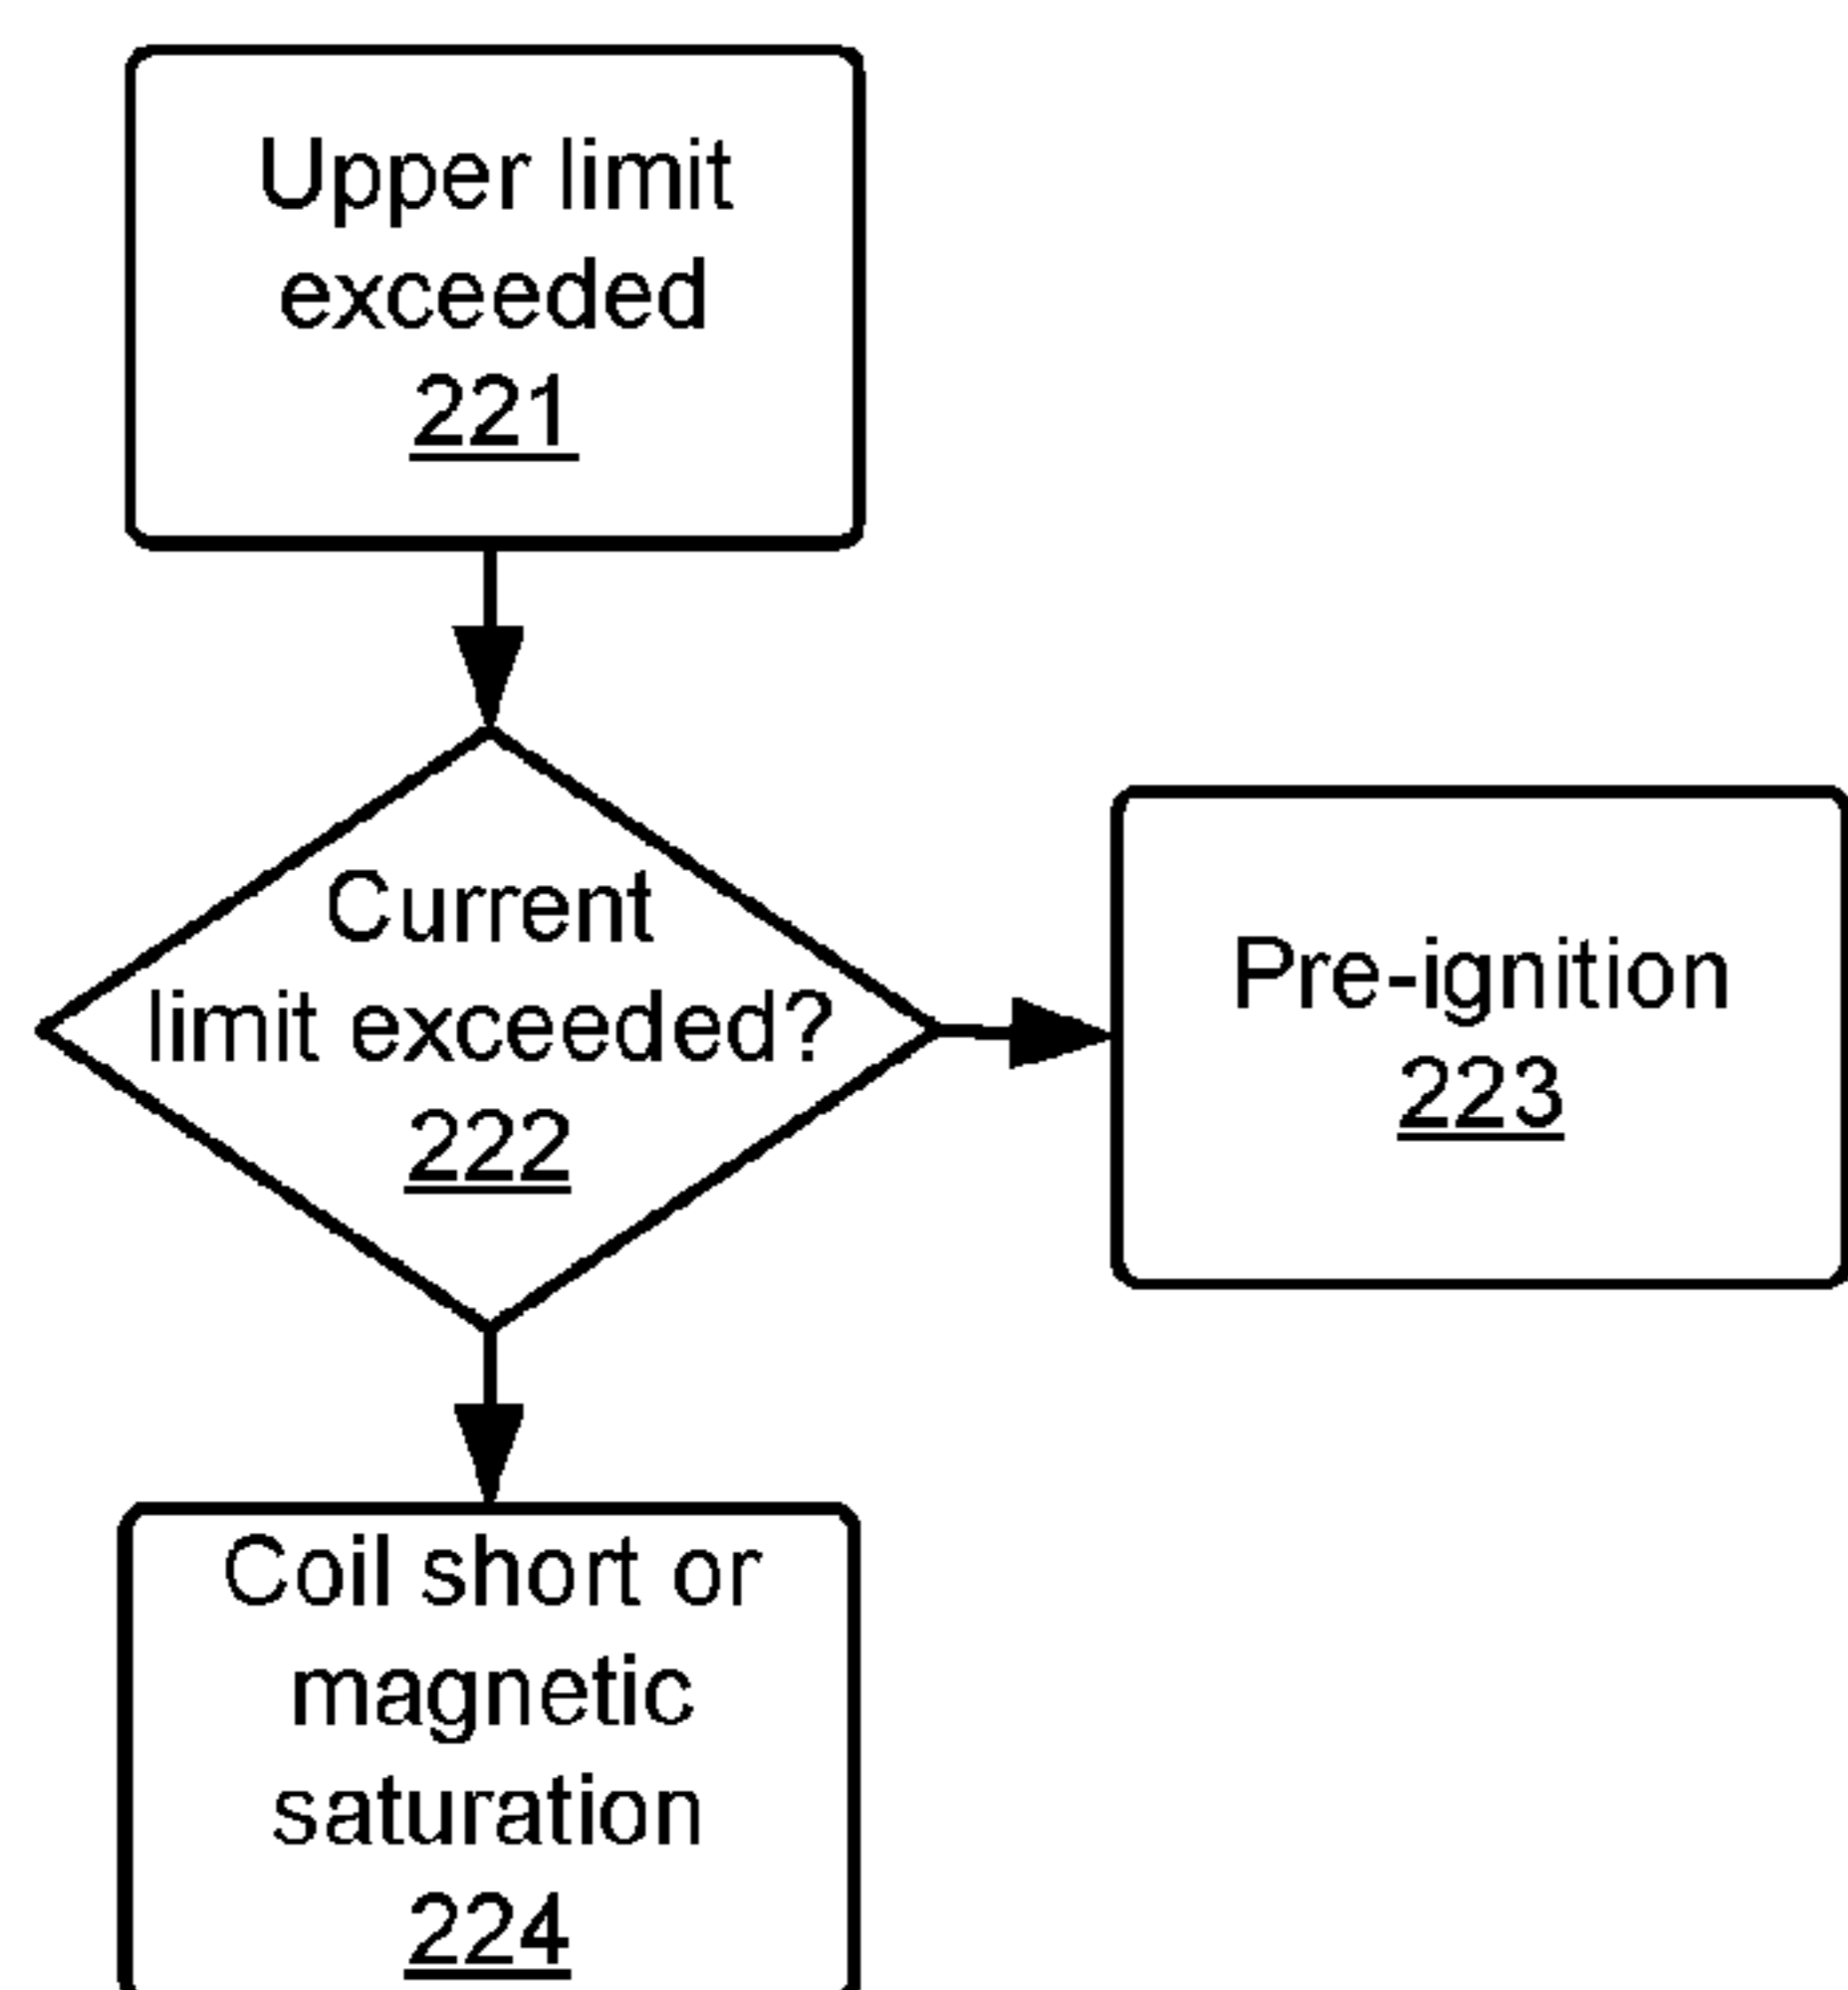 Upper limit
exceeded
221
Current
limit exceeded?
222
Pre-ignition
223
Coil short or
magnetic
saturation
224